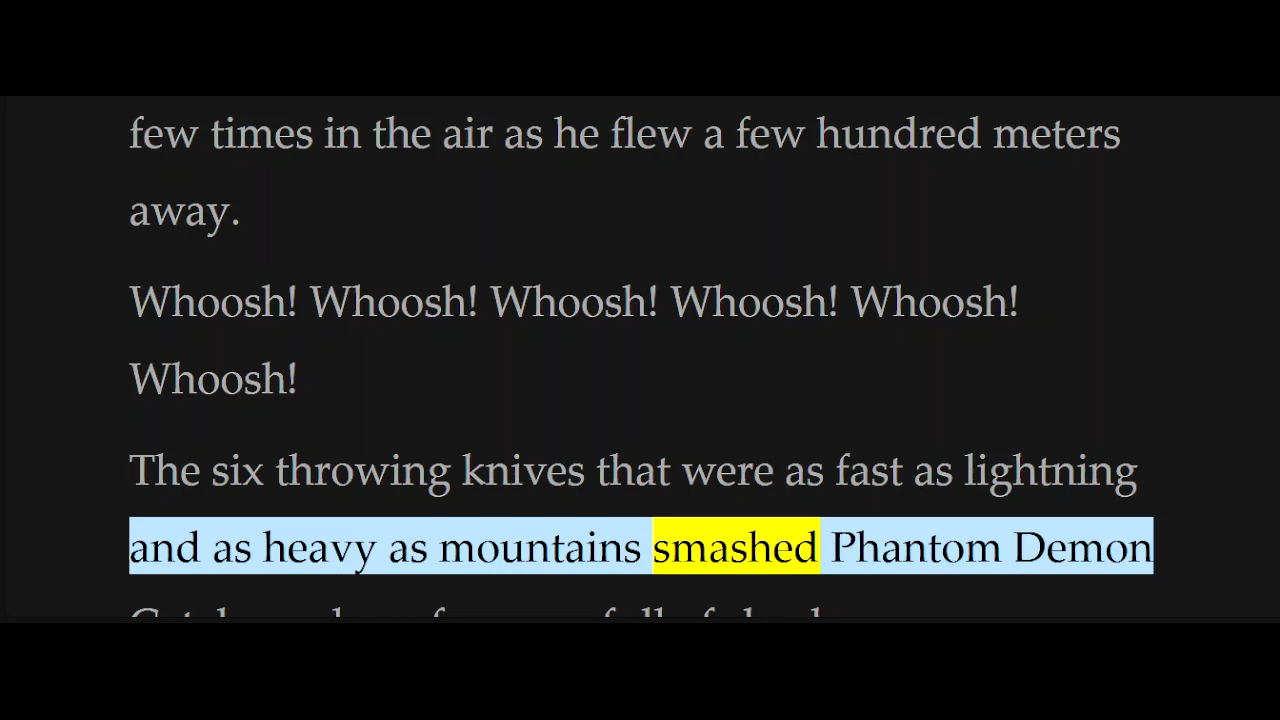 few times in the air as he flew a few hundred meters
away.
Whoosh! Whoosh! Whoosh! Whoosh! Whoosh!
Whoosh!
The six throwing knives that were as fast as lightning
and as heavy as mountains smashed Phantom Demon